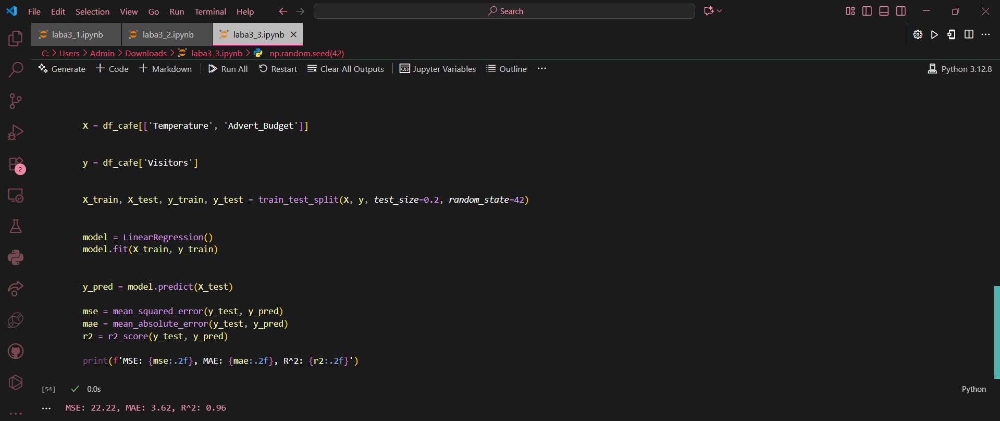 File Edit Selection View Go Run Terminal Help Search
laba3_1.ipynb laba3_2.ipynb laba3_3.ipynb
C: > Users > Admin > Downloads > laba3_3.ipynb > np.random.seed(42)
Generate + Code + Markdown Run All Restart Clear All Outputs Jupyter Variables Outline ... Python 3.12.8
X = df_cafe[['Temperature', 'Advert_Budget']]
y = df_cafe['Visitors']
X_train, X_test, y_train, y_test = train_test_split(X, y, test_size=0.2, random_state=42)
model = LinearRegression()
model.fit(X_train, y_train)
y_pred = model.predict(X_test)
mse = mean_squared_error(y_test, y_pred)
mae = mean_absolute_error(y_test, y_pred)
r2 = r2_score(y_test, y_pred)
print(f'MSE: {mse:.2f}, MAE: {mae:.2f}, R^2: {r2:.2f}')
2
[54] 0.0s Python
... MSE: 22.22, MAE: 3.62, R^2: 0.96